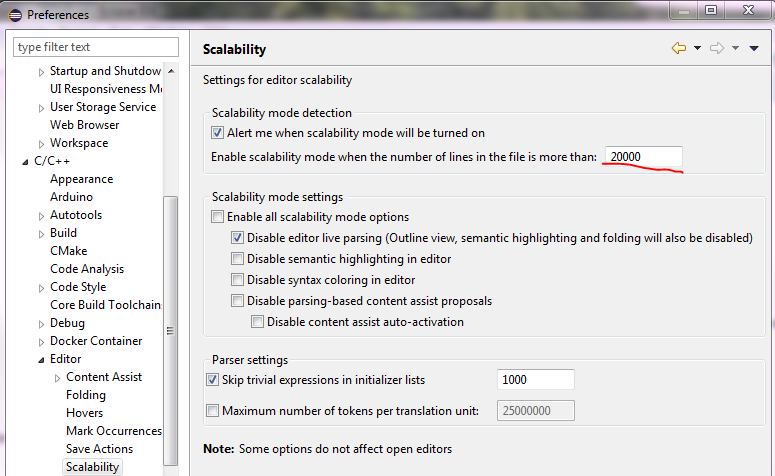 Preferences
type filter text
Startup and Shutdow
UI Responsiveness M
User Storage Service
Web Browser
Workspace
C/C++
Appearance
Arduino
Autotools
Build
CMake
Code Analysis
Code Style
Core Build Toolchain
Debug
Docker Container
Editor
Content Assist
Folding
Hovers
Mark Occurrences
Save Actions
Scalability
Scalability
Settings for editor scalability
Scalability mode detection
Alert me when scalability mode will be turned on
Enable scalability mode when the number of lines in the file is more than: 20000
Scalability mode settings
Enable all scalability mode options
Disable editor live parsing (Outline view, semantic highlighting and folding will also be disabled)
Disable semantic highlighting in editor
Disable syntax coloring in editor
Disable parsing-based content assist proposals
Disable content assist auto-activation
Parser settings
Skip trivial expressions in initializer lists 1000
Maximum number of tokens per translation unit: 25000000
Note: Some options do not affect open editors